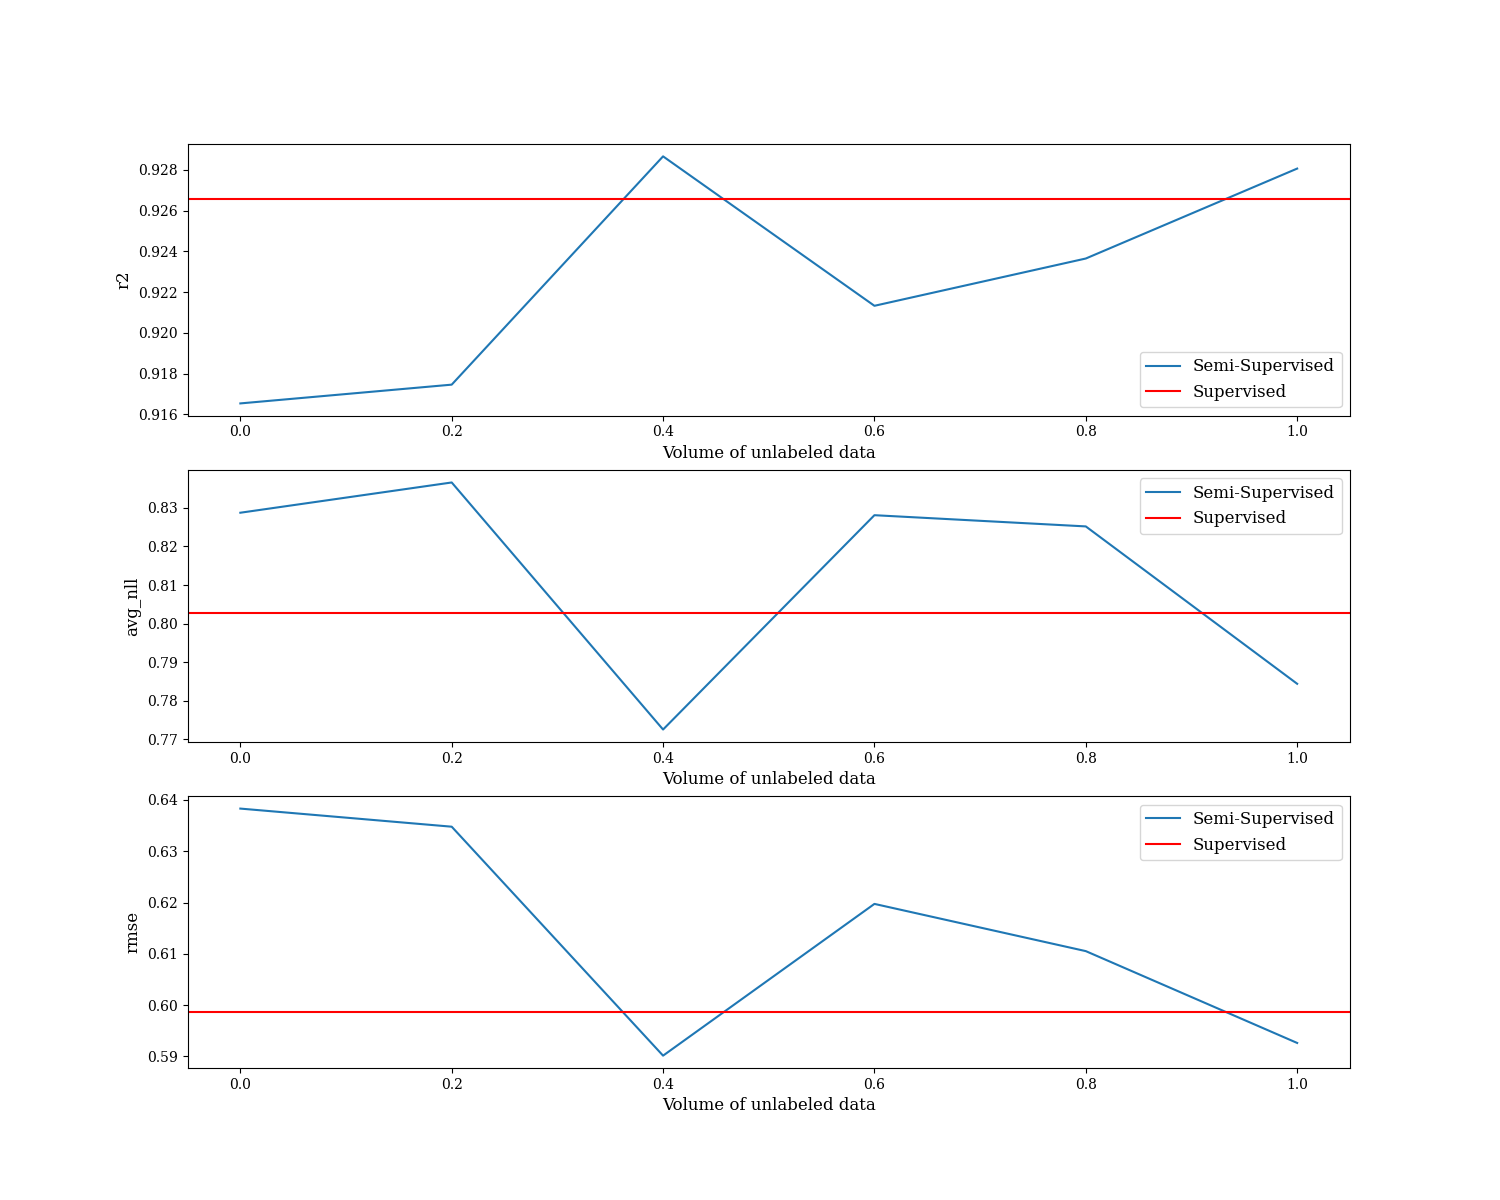 0.928
0.926
0.924
0.922
0.920
0.918
0.916
r2
Semi-Supervised
Supervised
0.0 0.2 0.4 0.6 0.8 1.0
Volume of unlabeled data
0.83
0.82
0.81
0.80
0.79
0.78
0.77
avg_nll
Semi-Supervised
Supervised
0.0 0.2 0.4 0.6 0.8 1.0
Volume of unlabeled data
0.64
0.63
0.62
0.61
0.60
0.59
rmse
Semi-Supervised
Supervised
0.0 0.2 0.4 0.6 0.8 1.0
Volume of unlabeled data